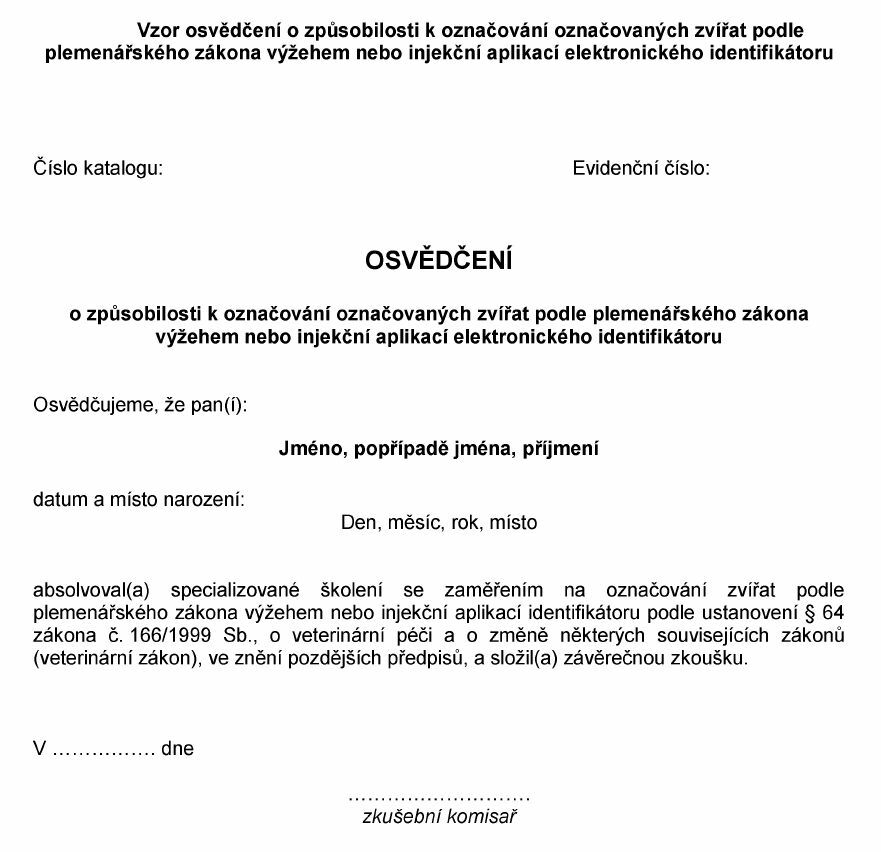 Vzor osvědčení o způsobilosti k označování označovaných zvířat podle
plemenářského zákona výžehem nebo injekční aplikací elektronického identifikátoru
Číslo katalogu: Evidenční číslo:
OSVĚDČENÍ
o způsobilosti k označování označovaných zvířat podle plemenářského zákona
výžehem nebo injekční aplikací elektronického identifikátoru
Osvědčujeme, že pan(í):
Jméno, popřípadě jména, příjmení
datum a místo narození:
Den, měsíc, rok, místo
absolvoval(a) specializované školení se zaměřením na označování zvířat podle
plemenářského zákona výžehem nebo injekční aplikací identifikátoru podle ustanovení § 64
zákona č. 166/1999 Sb., o veterinární péči a o změně některých souvisejících zákonů
(veterinární zákon), ve znění pozdějších předpisů, a složil(a) závěrečnou zkoušku.
V ……………. dne
……………………….
zkušební komisař